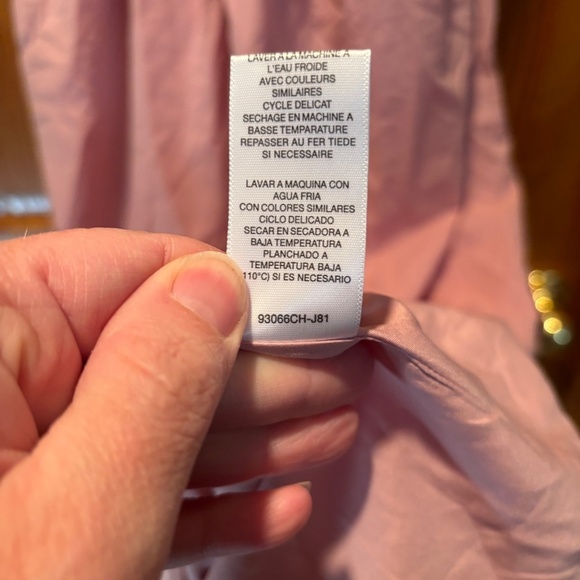 LAVER A LA MACHINE A
L'EAU FROIDE
AVEC COULEURS
SIMILAIRES
CYCLE DELICAT
SECHAGE EN MACHINE A
BASSE TEMPARATURE
REPASSER AU FER TIEDE
SI NECESSAIRE
LAVAR A MAQUINA CON
AGUA FRIA
CON COLORES SIMILARES
CICLO DELICADO
SECAR EN SECADORA A
BAJA TEMPERATURA
PLANCHADO A
TEMPERATURA BAJA
110°C) SI ES NECESARIO
93066CH-J81